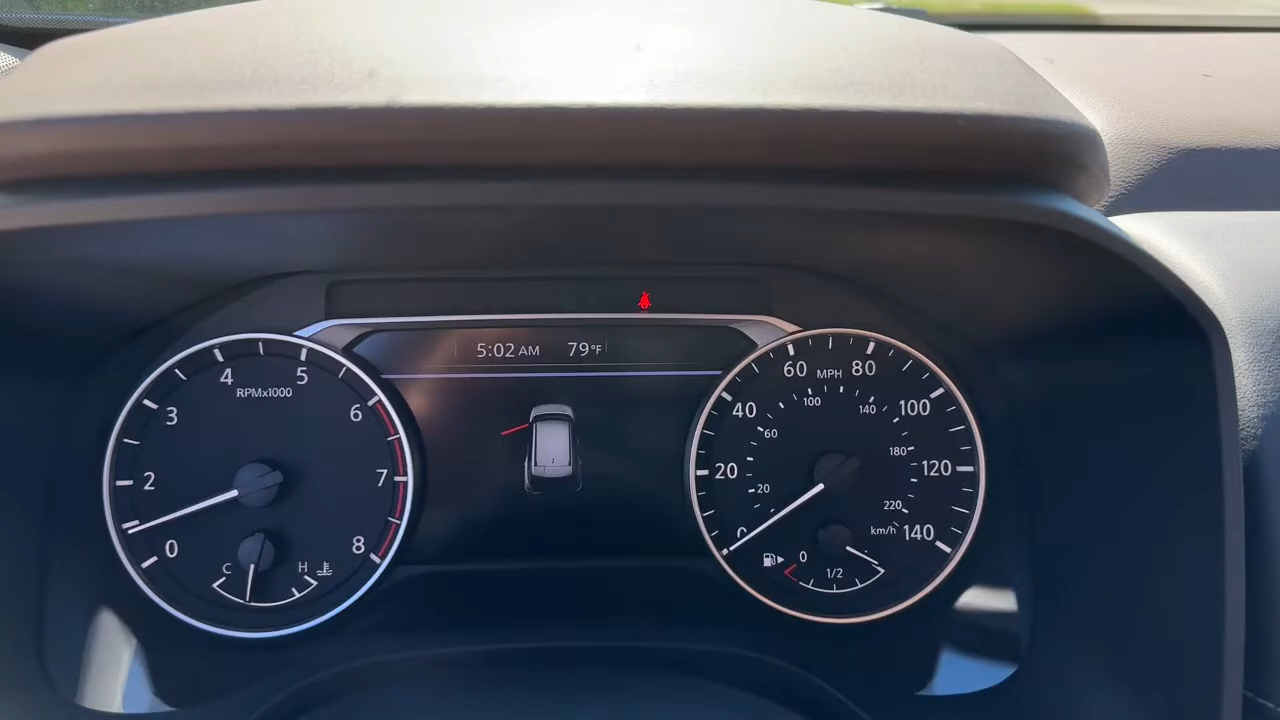 5:02 AM 79°F
4 5
RPMx1000
3 6
2 7
0 8
C H
60 MPH 80
100 140
40 100
60 180
20 120
20 220
0 km/h 140
0
1/2